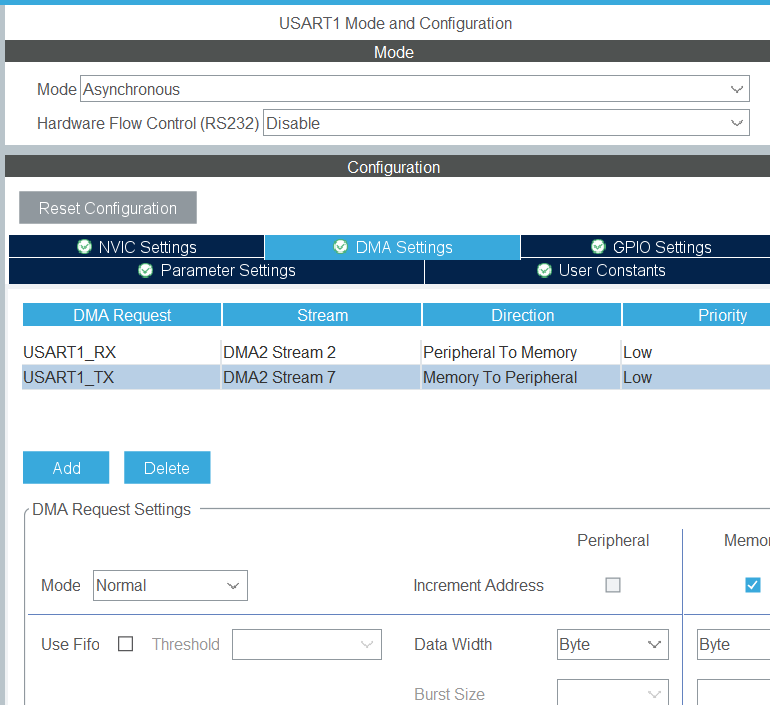 USART1 Mode and Configuration
Mode
Mode Asynchronous
Hardware Flow Control (RS232) Disable
Configuration
Reset Configuration
NVIC Settings DMA Settings GPIO Settings
Parameter Settings User Constants
DMA Request Stream Direction Priority
USART1_RX DMA2 Stream 2 Peripheral To Memory Low
USART1_TX DMA2 Stream 7 Memory To Peripheral Low
Add Delete
DMA Request Settings
Peripheral Memor
Mode Normal Increment Address
Use Fifo Threshold Data Width Byte Byte
Burst Size